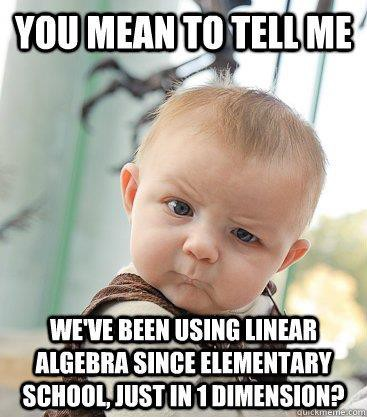 YOU MEAN TO TELL ME
WE'VE BEEN USING LINEAR
ALGEBRA SINCE ELEMENTARY
SCHOOL, JUST IN 1 DIMENSION?
quickmeme.com